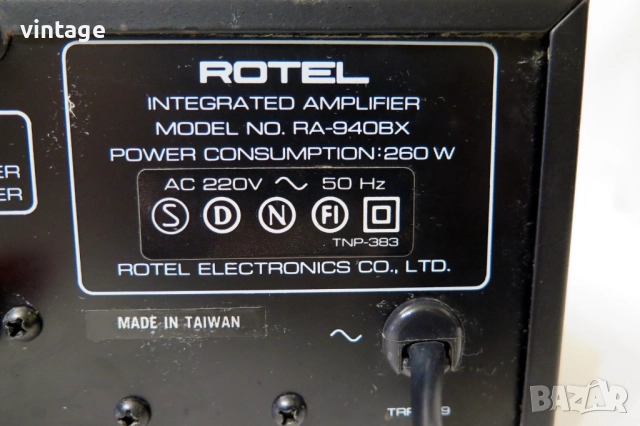 vintage
ROTEL
INTEGRATED AMPLIFIER
MODEL NO. RA-940BX
POWER CONSUMPTION:260 W
ER
ER
AC 220V ~ 50 Hz
S D N FI
TNP-383
ROTEL ELECTRONICS CO., LTD.
MADE IN TAIWAN
~
BAZAR